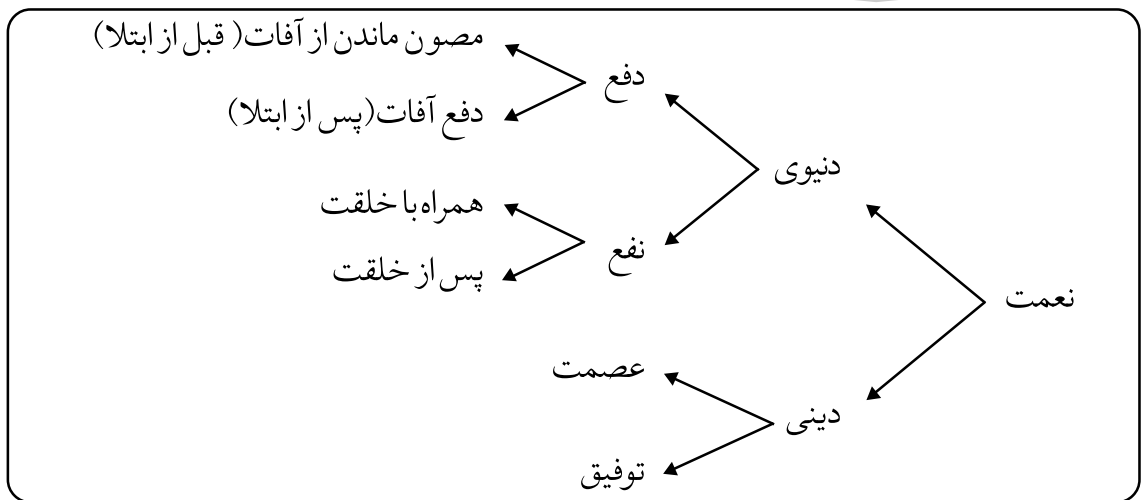 مصون ماندن از آفات( قبل از ابتلا)
دفع
دفع آفات(پس از ابتلا)
دنیوی
همراه با خلقت
نفع
پس از خلقت
نعمت
عصمت
دینی
توفیق